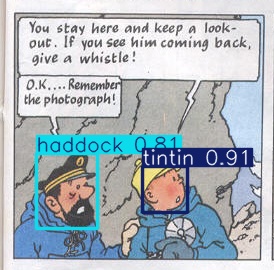 You stay here and keep a look-
out. If you see him coming back,
give a whistle!
O.K.... Remember
the photograph!
haddock 0.81
tintin 0.91